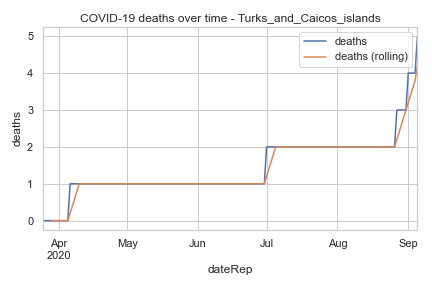 COVID-19 deaths over time - Turks_and_Caicos_islands
deaths
deaths (rolling)
5
4
3
2
1
0
deaths
Apr May Jun Jul Aug Sep
2020
dateRep